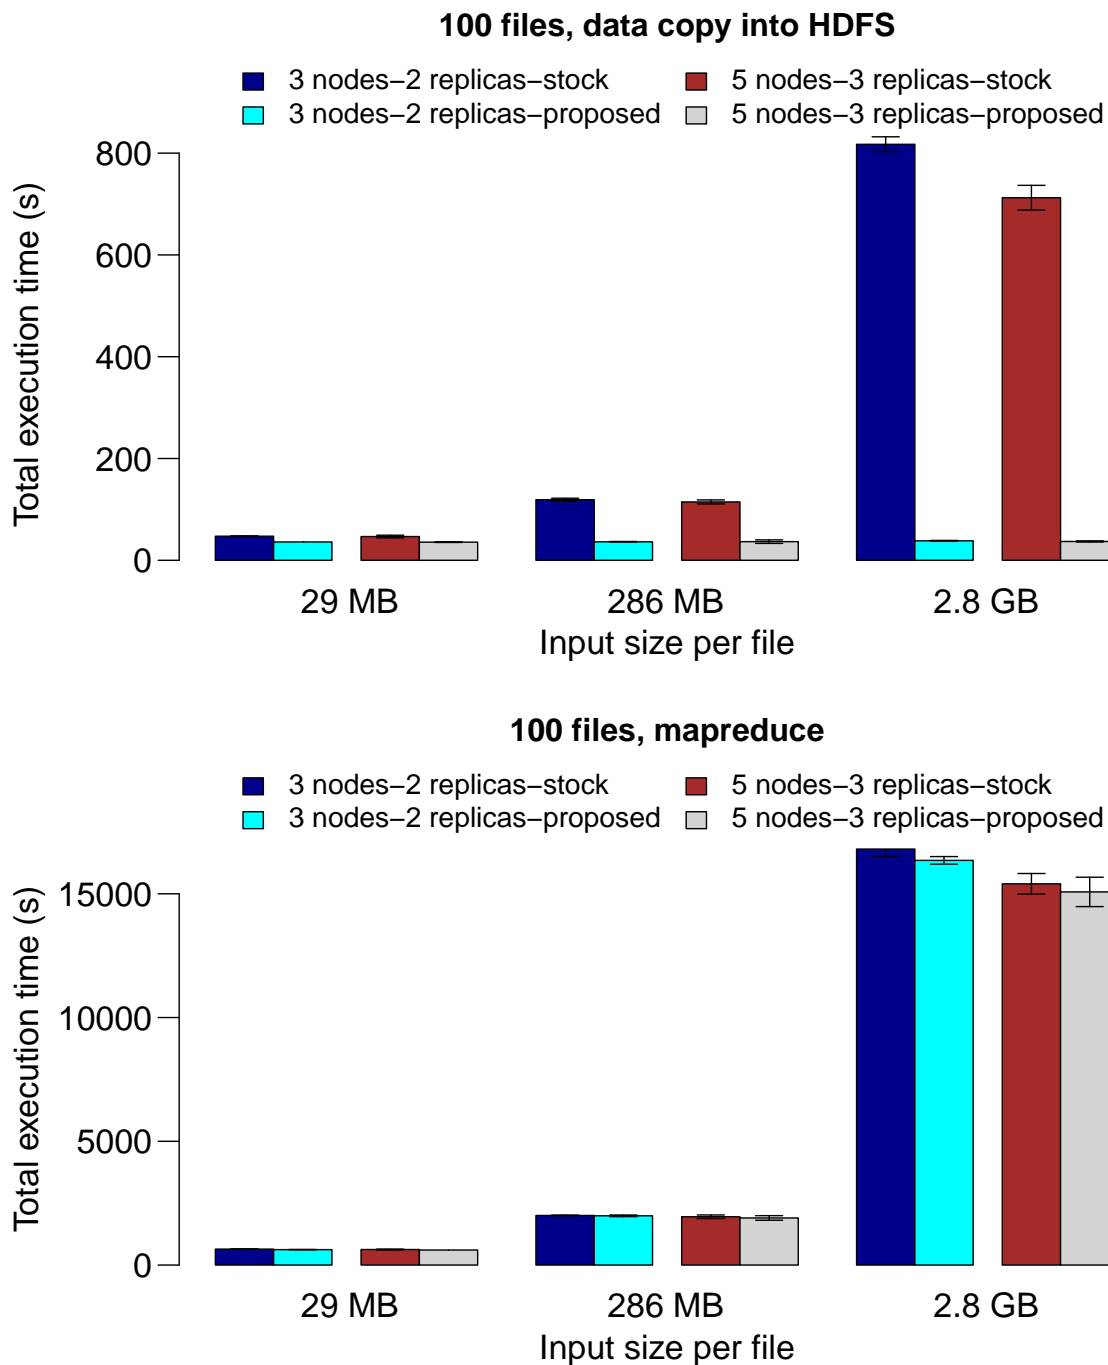 100 files, data copy into HDFS
3 nodes−2 replicas−stock
5 nodes−3 replicas−stock
3 nodes−2 replicas−proposed
5 nodes−3 replicas−proposed
Total execution time (s)
800
600
400
200
0
29 MB
286 MB
2.8 GB
Input size per file
100 files, mapreduce
3 nodes−2 replicas−stock
5 nodes−3 replicas−stock
3 nodes−2 replicas−proposed
5 nodes−3 replicas−proposed
Total execution time (s)
15000
10000
5000
0
29 MB
286 MB
2.8 GB
Input size per file